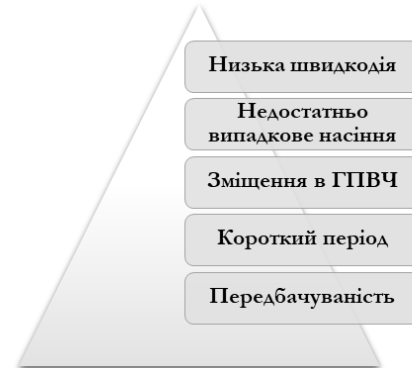 Низька швидкодія
Недостатньо
випадкове насіння
Зміщення в ГПВЧ
Короткий період
Передбачуваність